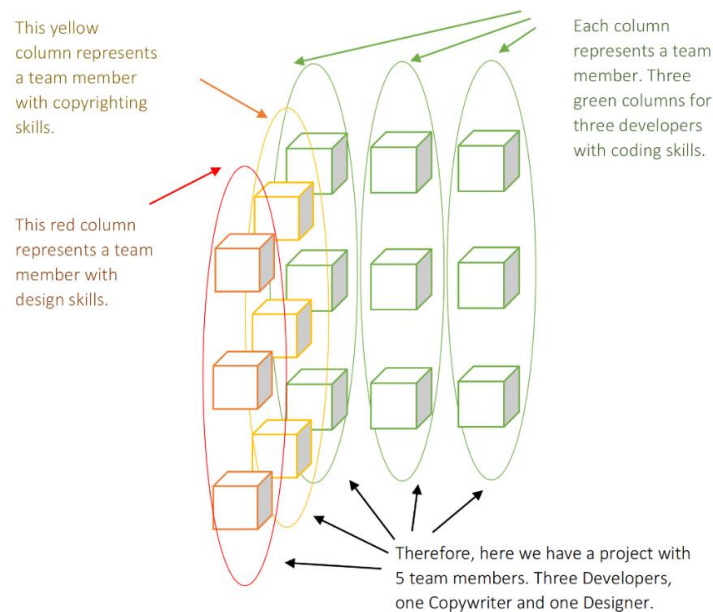 This yellow
column represents
a team member
with copyrighting
skills.
Each column
represents a team
member. Three
green columns for
three developers
with coding skills.
This red column
represents a team
member with
design skills.
Therefore, here we have a project with
5 team members. Three Developers,
one Copywriter and one Designer.